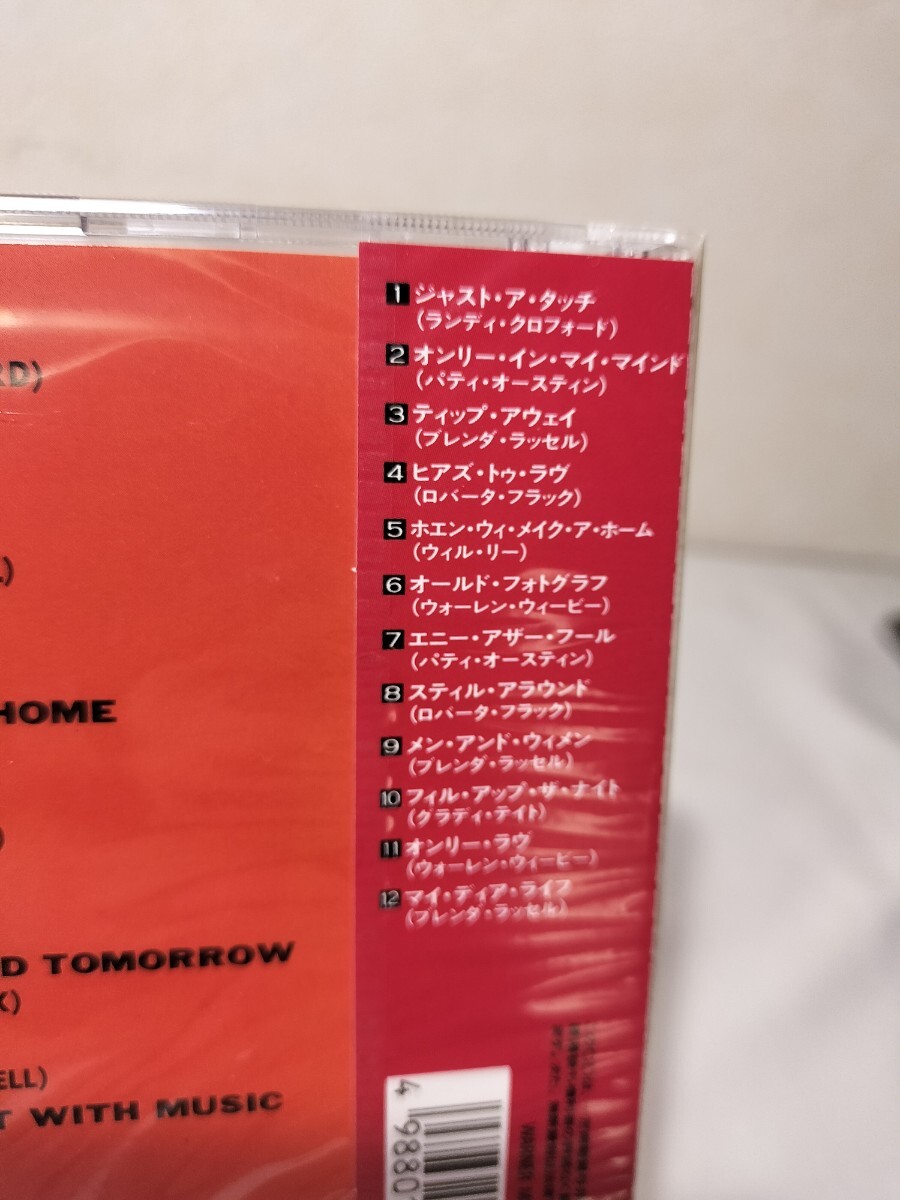 RD)
L)
HOME
)
D TOMORROW
K)
ELL)
T WITH MUSIC
1 ジャスト・ア・タッチ
(ランディ・クロフォード)
2 オンリー・イン・マイ・マインド
(パティ・オースティン)
3 ティップ・アウェイ
(ブレンダ・ラッセル)
4 ヒアズ・トゥ・ラヴ
(ロバータ・フラック)
5 ホエン・ウィ・メイク・ア・ホーム
(ウィル・リー)
6 オールド・フォトグラフ
(ウォーレン・ウィービー)
7 エニー・アザー・フール
(パティ・オースティン)
8 スティル・アラウンド
(ロバータ・フラック)
9 メン・アンド・ウィメン
(ブレンダ・ラッセル)
10 フィル・アップ・ザ・ナイト
(グラディ・テイト)
11 オンリー・ラヴ
(ウォーレン・ウィービー)
12 マイ・ディア・ライフ
(ブレンダ・ラッセル)
4 9880